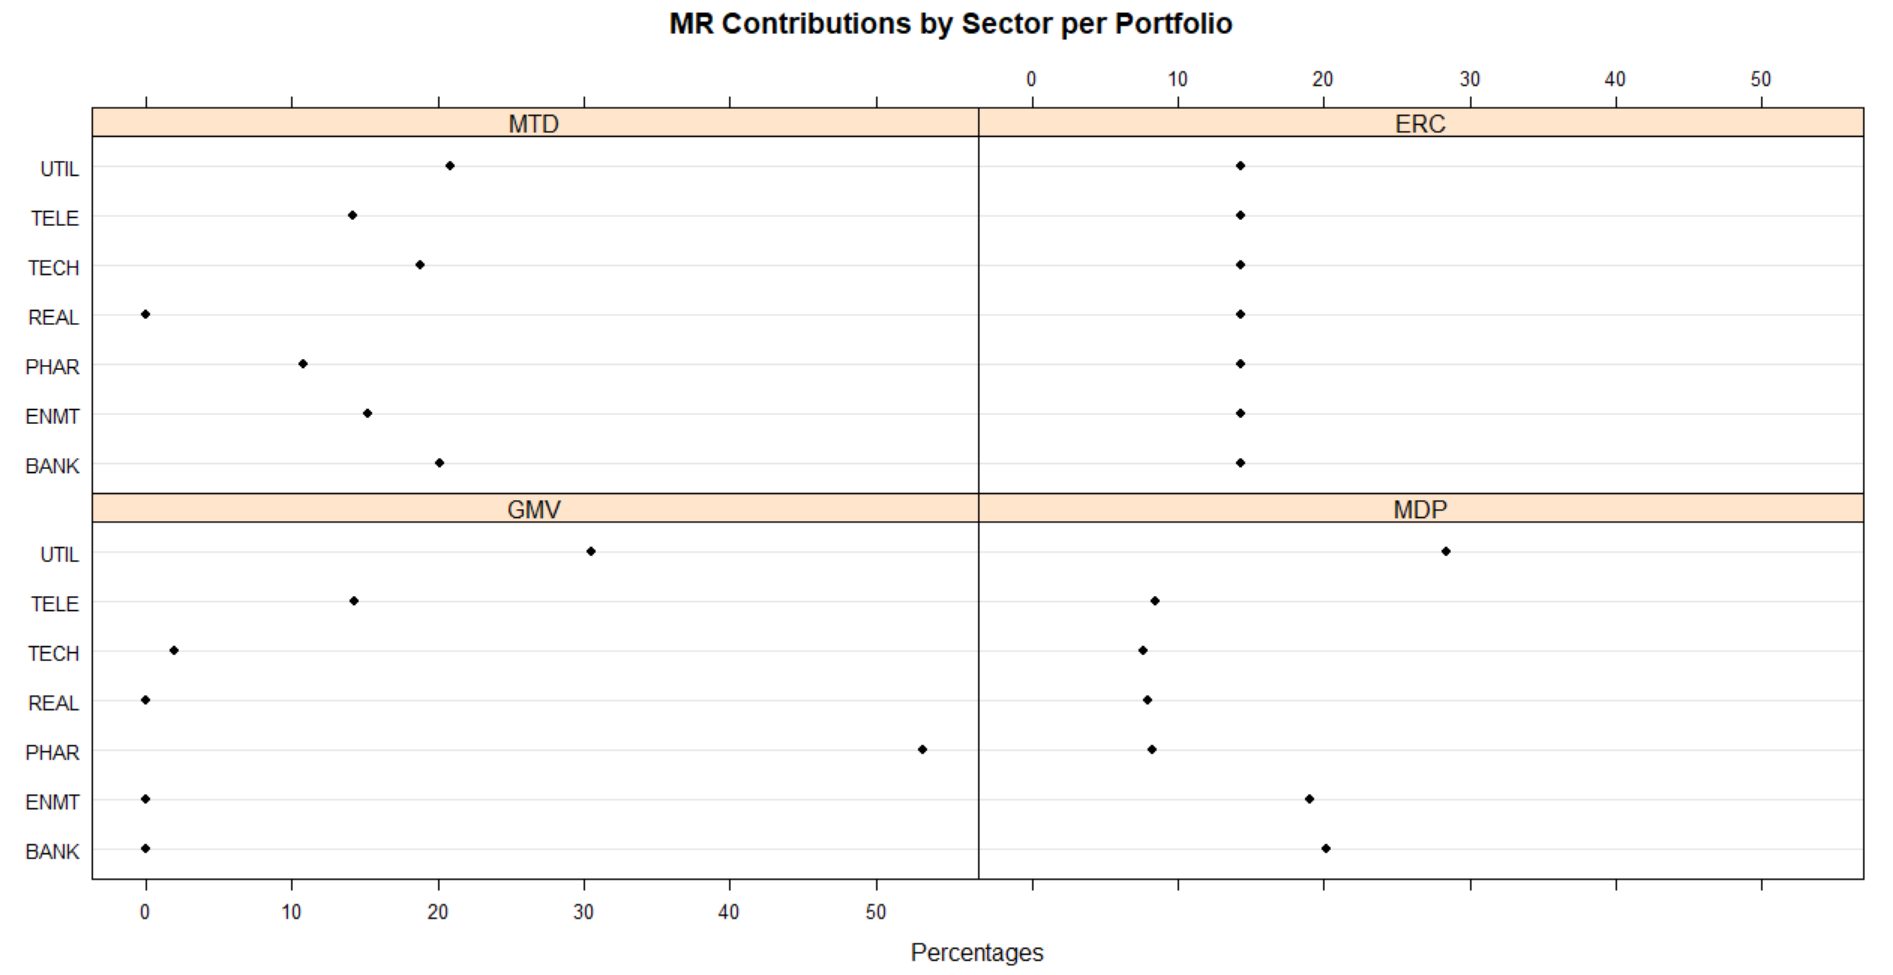 MR Contributions by Sector per Portfolio
0 10 20 30 40 50
MTD ERC
UTIL
TELE
TECH
REAL
PHAR
ENMT
BANK
GMV MDP
UTIL
TELE
TECH
REAL
PHAR
ENMT
BANK
0 10 20 30 40 50
Percentages